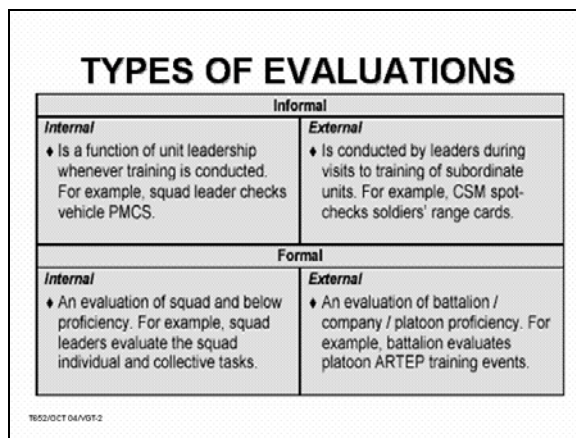 TYPES OF EVALUATIONS
Informal
Internal
♦ Is a function of unit leadership
whenever training is conducted.
For example, squad leader checks
vehicle PMCS.
External
♦ Is conducted by leaders during
visits to training of subordinate
units. For example, CSM spot-
checks soldiers' range cards.
Formal
Internal
♦ An evaluation of squad and below
proficiency. For example, squad
leaders evaluate the squad
individual and collective tasks.
External
♦ An evaluation of battalion /
company / platoon proficiency. For
example, battalion evaluates
platoon ARTEP training events.
T652/OCT 04/VGT-2